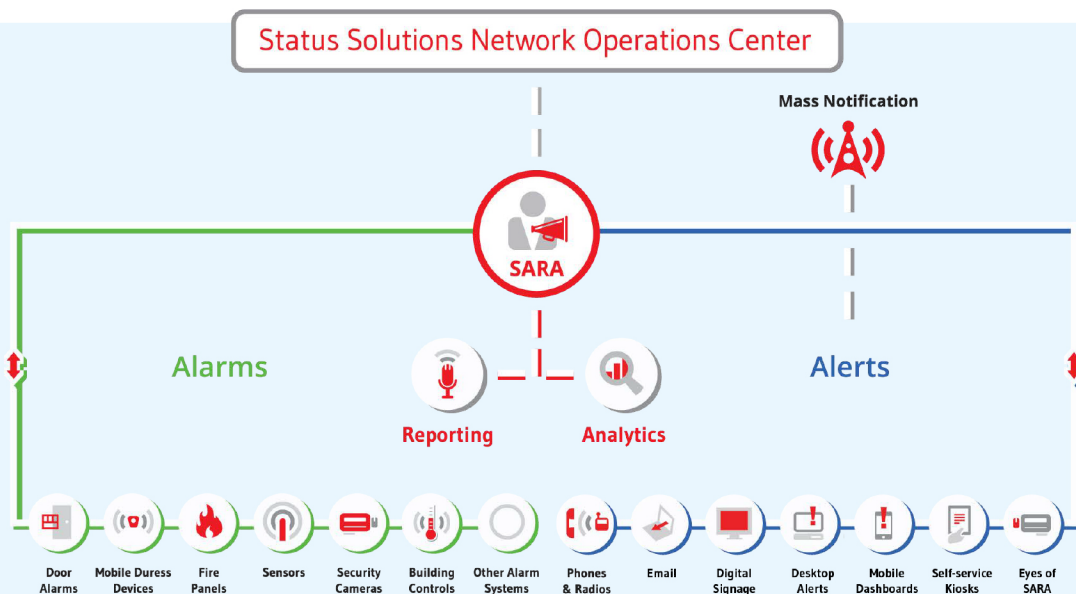 Status Solutions Network Operations Center
Mass Notification
SARA
Alarms
Alerts
Reporting
Analytics
Door
Alarms
Mobile Duress
Devices
Fire
Panels
Sensors
Security
Cameras
Building
Controls
Other Alarm
Systems
Phones
& Radios
Email
Digital
Signage
Desktop
Alerts
Mobile
Dashboards
Self-service
Kiosks
Eyes of
SARA